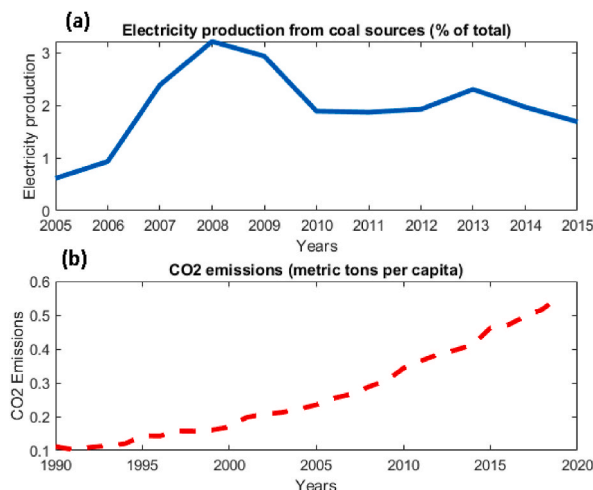 (a)
Electricity production from coal sources (% of total)
Electricity production
3
2
1
0
2005 2006 2007 2008 2009 2010 2011 2012 2013 2014 2015
Years
(b)
CO2 emissions (metric tons per capita)
CO2 Emissions
0.6
0.5
0.4
0.3
0.2
0.1
1990 1995 2000 2005 2010 2015 2020
Years